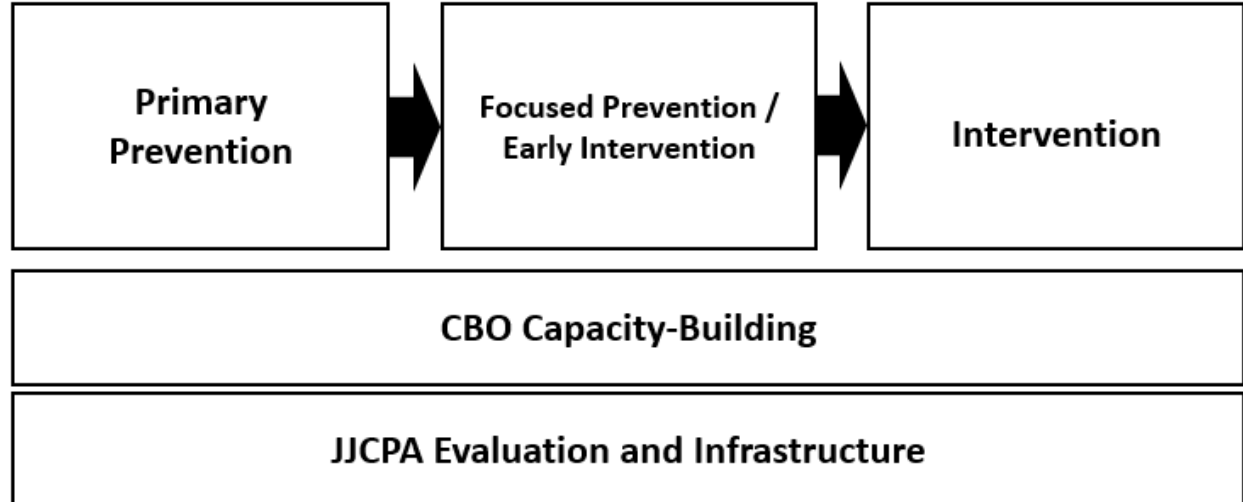 Primary
Prevention
Focused Prevention /
Early Intervention
Intervention
CBO Capacity-Building
JJCPA Evaluation and Infrastructure